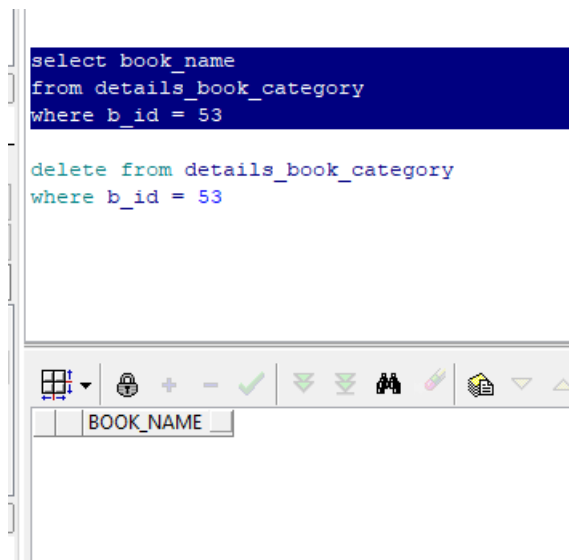 select book_name
from details_book_category
where b_id = 53
delete from details_book_category
where b_id = 53
BOOK_NAME